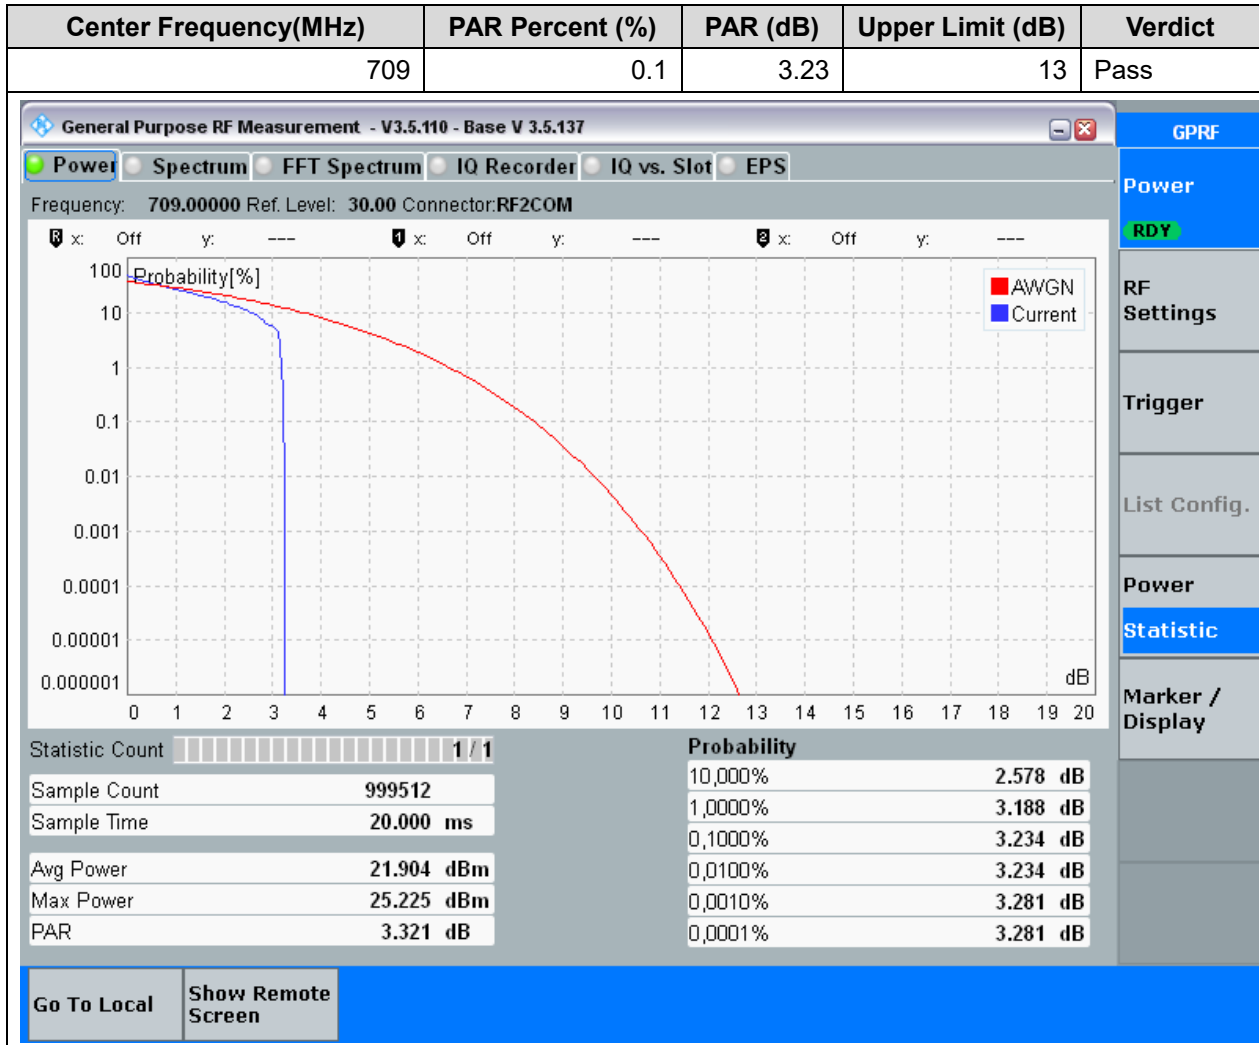 Center Frequency(MHz) PAR Percent (%) PAR (dB) Upper Limit (dB) Verdict
709 0.1 3.23 13 Pass
General Purpose RF Measurement - V3.5.110 - Base V 3.5.137
GPRF
Power Spectrum FFT Spectrum IQ Recorder IQ vs. Slot EPS
Power
RDY
Frequency: 709.00000 Ref. Level: 30.00 Connector:RF2COM
R x: Off y: --- 1 x: Off y: --- 2 x: Off y: ---
Probability[%]
AWGN
Current
100
10
1
0.1
0.01
0.001
0.0001
0.00001
0.000001
dB
0 1 2 3 4 5 6 7 8 9 10 11 12 13 14 15 16 17 18 19 20
RF
Settings
Trigger
List Config.
Power
Statistic
Marker /
Display
Statistic Count 1 / 1
Sample Count 999512
Sample Time 20.000 ms
Avg Power 21.904 dBm
Max Power 25.225 dBm
PAR 3.321 dB
Probability
10,000% 2.578 dB
1,0000% 3.188 dB
0,1000% 3.234 dB
0,0100% 3.234 dB
0,0010% 3.281 dB
0,0001% 3.281 dB
Go To Local
Show Remote
Screen